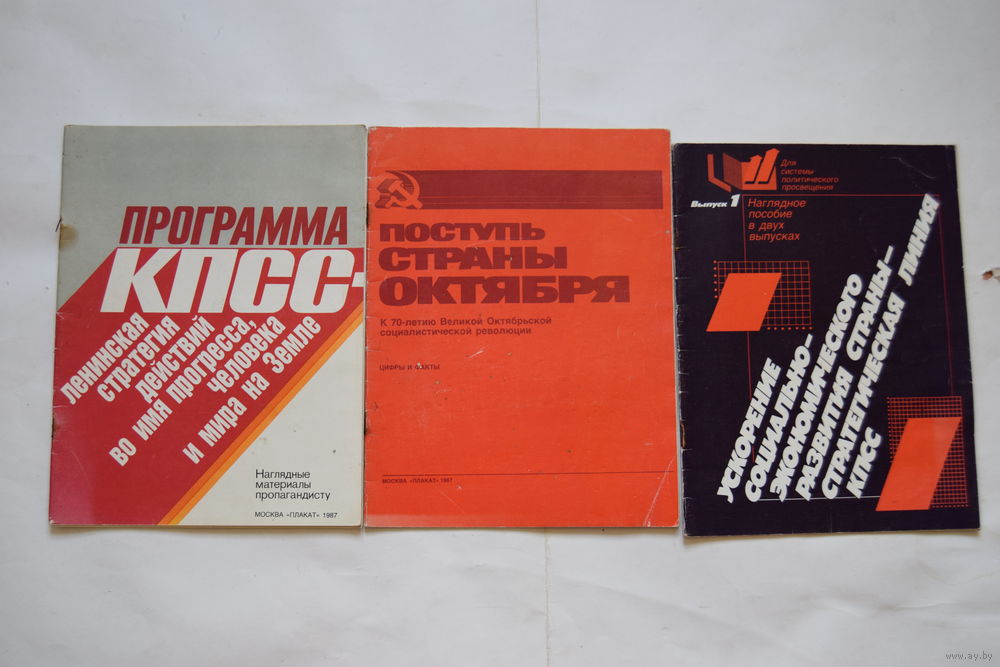 ПРОГРАММА
КПСС-
ленинская
стратегия
действий
во имя прогресса,
человека
и мира на Земле
Наглядные
материалы
пропагандисту
МОСКВА «ПЛАКАТ» 1987
ПОСТУПЬ
СТРАНЫ
ОКТЯБРЯ
К 70-летию Великой Октябрьской
социалистической революции
ЦИФРЫ И ФАКТЫ
МОСКВА «ПЛАКАТ» 1987
Для
системы
политического
просвещения
Выпуск 1
Наглядное
пособие
в двух
выпусках
УСКОРЕНИЕ
СОЦИАЛЬНО-
ЭКОНОМИЧЕСКОГО
РАЗВИТИЯ СТРАНЫ-
СТРАТЕГИЧЕСКАЯ ЛИНИЯ
КПСС
www.ay.by